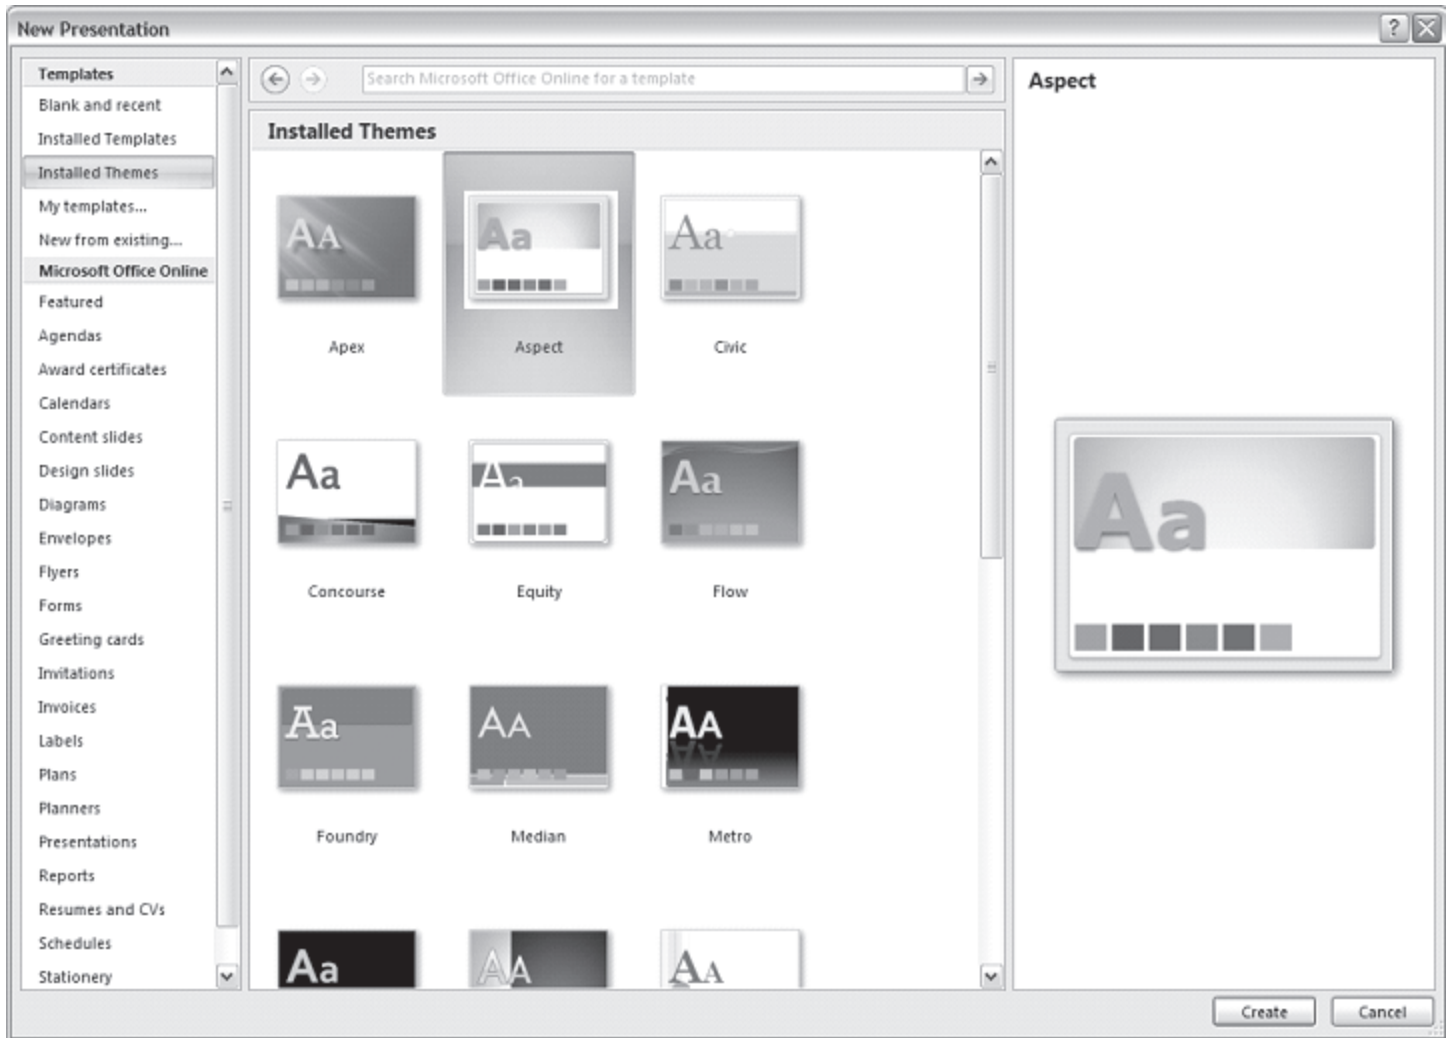 New Presentation
?
Templates
Blank and recent
Installed Templates
Installed Themes
My templates...
New from existing...
Microsoft Office Online
Featured
Agendas
Award certificates
Calendars
Content slides
Design slides
Diagrams
Envelopes
Flyers
Forms
Greeting cards
Invitations
Invoices
Labels
Plans
Planners
Presentations
Reports
Resumes and CVs
Schedules
Stationery
Search Microsoft Office Online for a template
Installed Themes
AA
Aa
Aa
Apex
Aspect
Civic
Aa
Aa
Aa
Concourse
Equity
Flow
Aa
AA
AA
Foundry
Median
Metro
Aa
AA
AA
Aspect
Aa
Create
Cancel